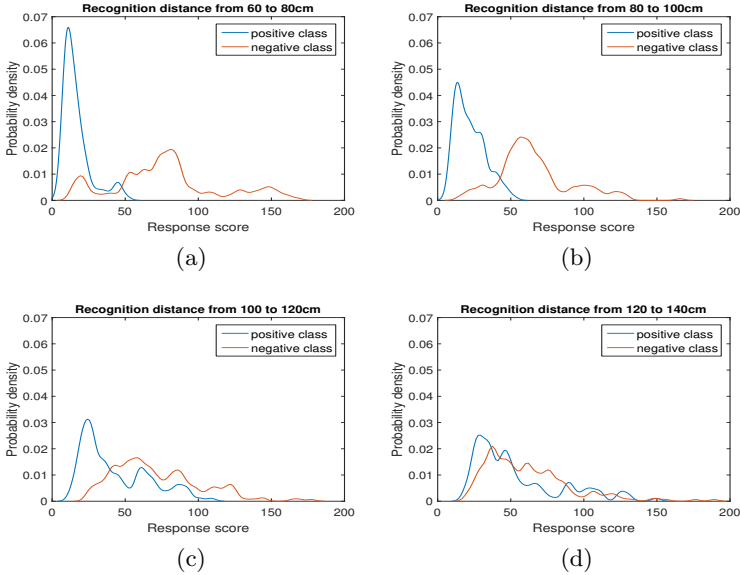 Recognition distance from 60 to 80cm
0.07
0.06
0.05
0.04
0.03
0.02
0.01
0
Probability density
positive class
negative class
0 50 100 150 200
Response score
(a)
Recognition distance from 80 to 100cm
0.07
0.06
0.05
0.04
0.03
0.02
0.01
0
Probability density
positive class
negative class
0 50 100 150 200
Response score
(b)
Recognition distance from 100 to 120cm
0.07
0.06
0.05
0.04
0.03
0.02
0.01
0
Probability density
positive class
negative class
0 50 100 150 200
Response score
(c)
Recognition distance from 120 to 140cm
0.07
0.06
0.05
0.04
0.03
0.02
0.01
0
Probability density
positive class
negative class
0 50 100 150 200
Response score
(d)